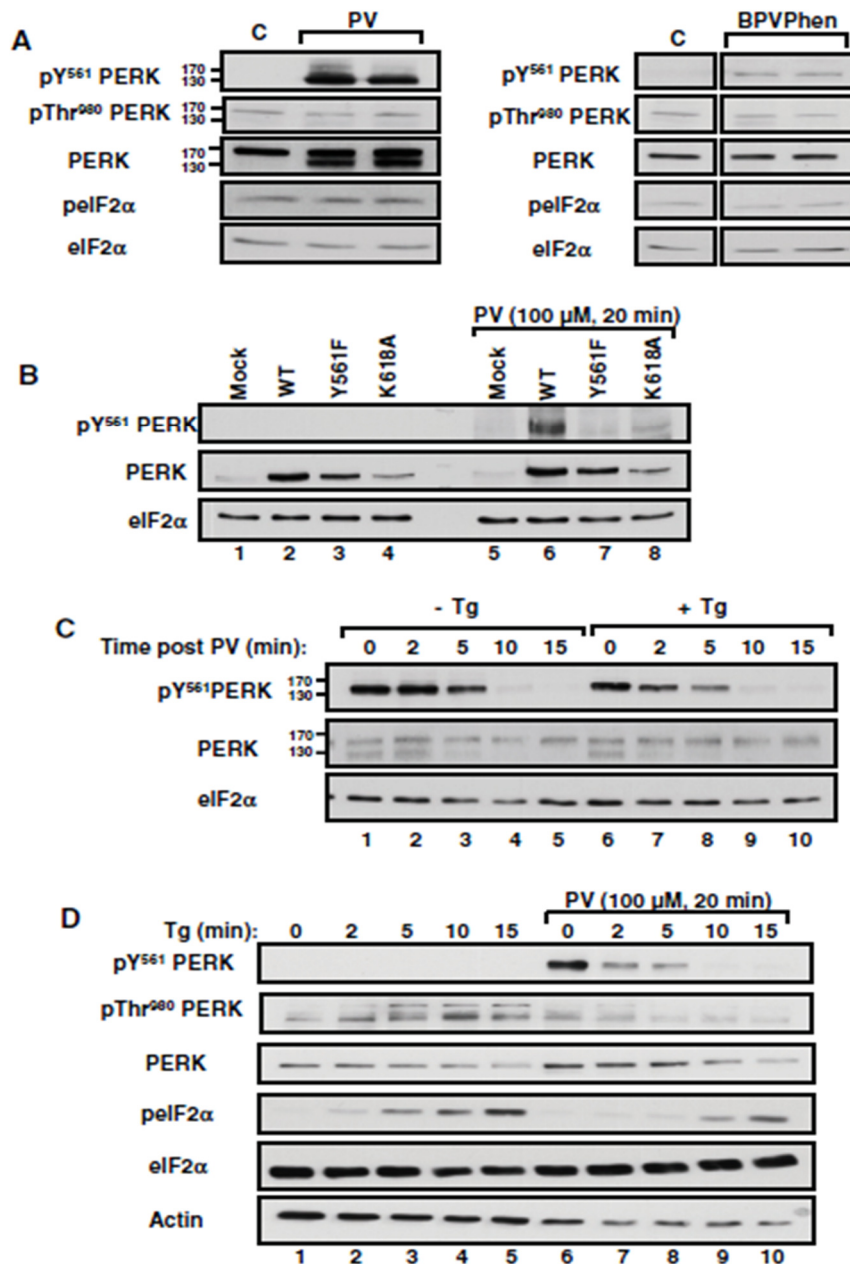 A
C PV
pY⁵⁶¹ PERK 170 130
pThr⁹⁸⁰ PERK 170 130
PERK 170 130
peIF2α
eIF2α
C BPVPhen
pY⁵⁶¹ PERK
pThr⁹⁸⁰ PERK
PERK
peIF2α
eIF2α
B
PV (100 µM, 20 min)
Mock WT Y561F K618A Mock WT Y561F K618A
pY⁵⁶¹ PERK
PERK
eIF2α
1 2 3 4 5 6 7 8
C
- Tg + Tg
Time post PV (min): 0 2 5 10 15 0 2 5 10 15
pY⁵⁶¹PERK 170 130
PERK 170 130
eIF2α
1 2 3 4 5 6 7 8 9 10
D
PV (100 µM, 20 min)
Tg (min): 0 2 5 10 15 0 2 5 10 15
pY⁵⁶¹ PERK
pThr⁹⁸⁰ PERK
PERK
peIF2α
eIF2α
Actin
1 2 3 4 5 6 7 8 9 10